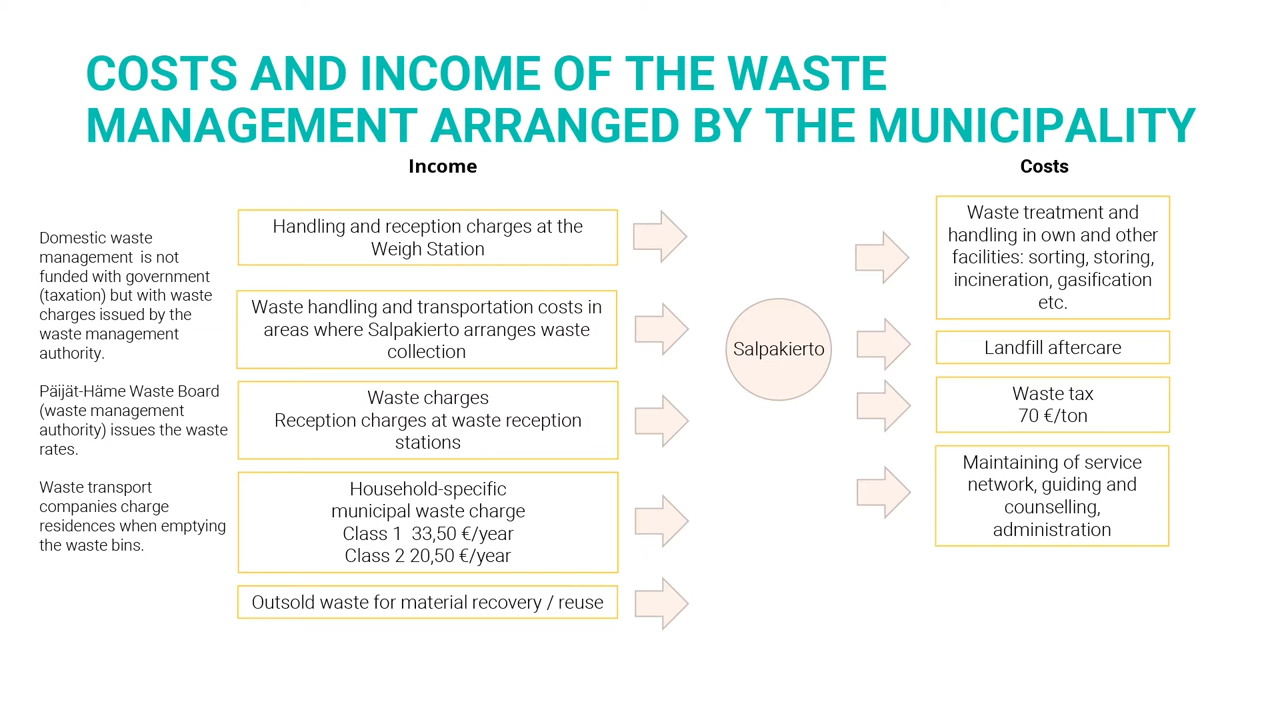 COSTS AND INCOME OF THE WASTE
MANAGEMENT ARRANGED BY THE MUNICIPALITY
Income
Costs
Domestic waste
management  is not
funded with government
(taxation) but with waste
charges issued by the
waste management
authority.
Päijät-Häme Waste Board
(waste management
authority) issues the waste
rates.
Waste transport
companies charge
residences when emptying
the waste bins.
Handling and reception charges at the
Weigh Station
Waste handling and transportation costs in
areas where Salpakierto arranges waste
collection
Waste charges
Reception charges at waste reception
stations
Household-specific
municipal waste charge
Class 1  33,50 €/year
Class 2 20,50 €/year
Outsold waste for material recovery / reuse
Salpakierto
Waste treatment and
handling in own and other
facilities: sorting, storing,
incineration, gasification
etc.
Landfill aftercare
Waste tax
70 €/ton
Maintaining of service
network, guiding and
counselling,
administration